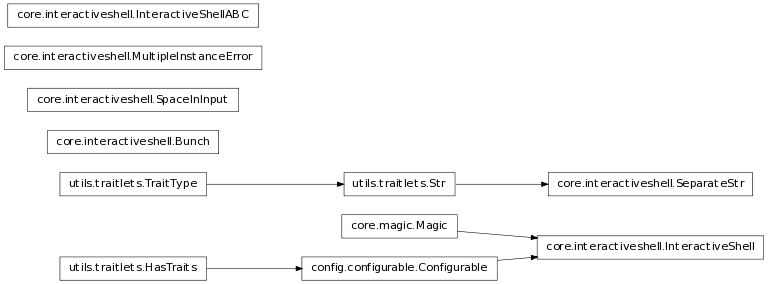 core.interactiveshell.InteractiveShellABC
core.interactiveshell.MultipleInstanceError
core.interactiveshell.SpaceInInput
core.interactiveshell.Bunch
utils.traitlets.TraitType
utils.traitlets.Str
core.interactiveshell.SeparateStr
core.magic.Magic
core.interactiveshell.InteractiveShell
utils.traitlets.HasTraits
config.configurable.Configurable